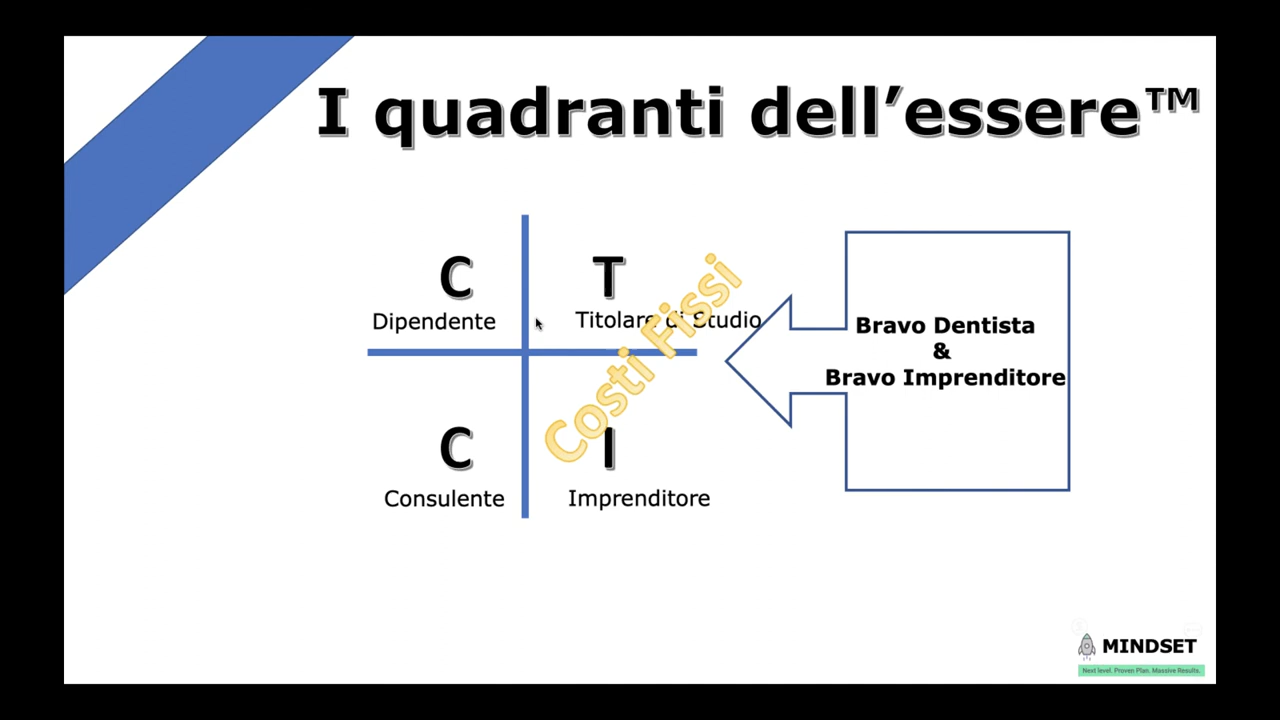 I quadranti dell’essere™
C
Dipendente
T
Titolare di Studio
Costi Fissi
C
Consulente
I
Imprenditore
Bravo Dentista
&
Bravo Imprenditore
MINDSET
Next level. Proven Plan. Massive Results.